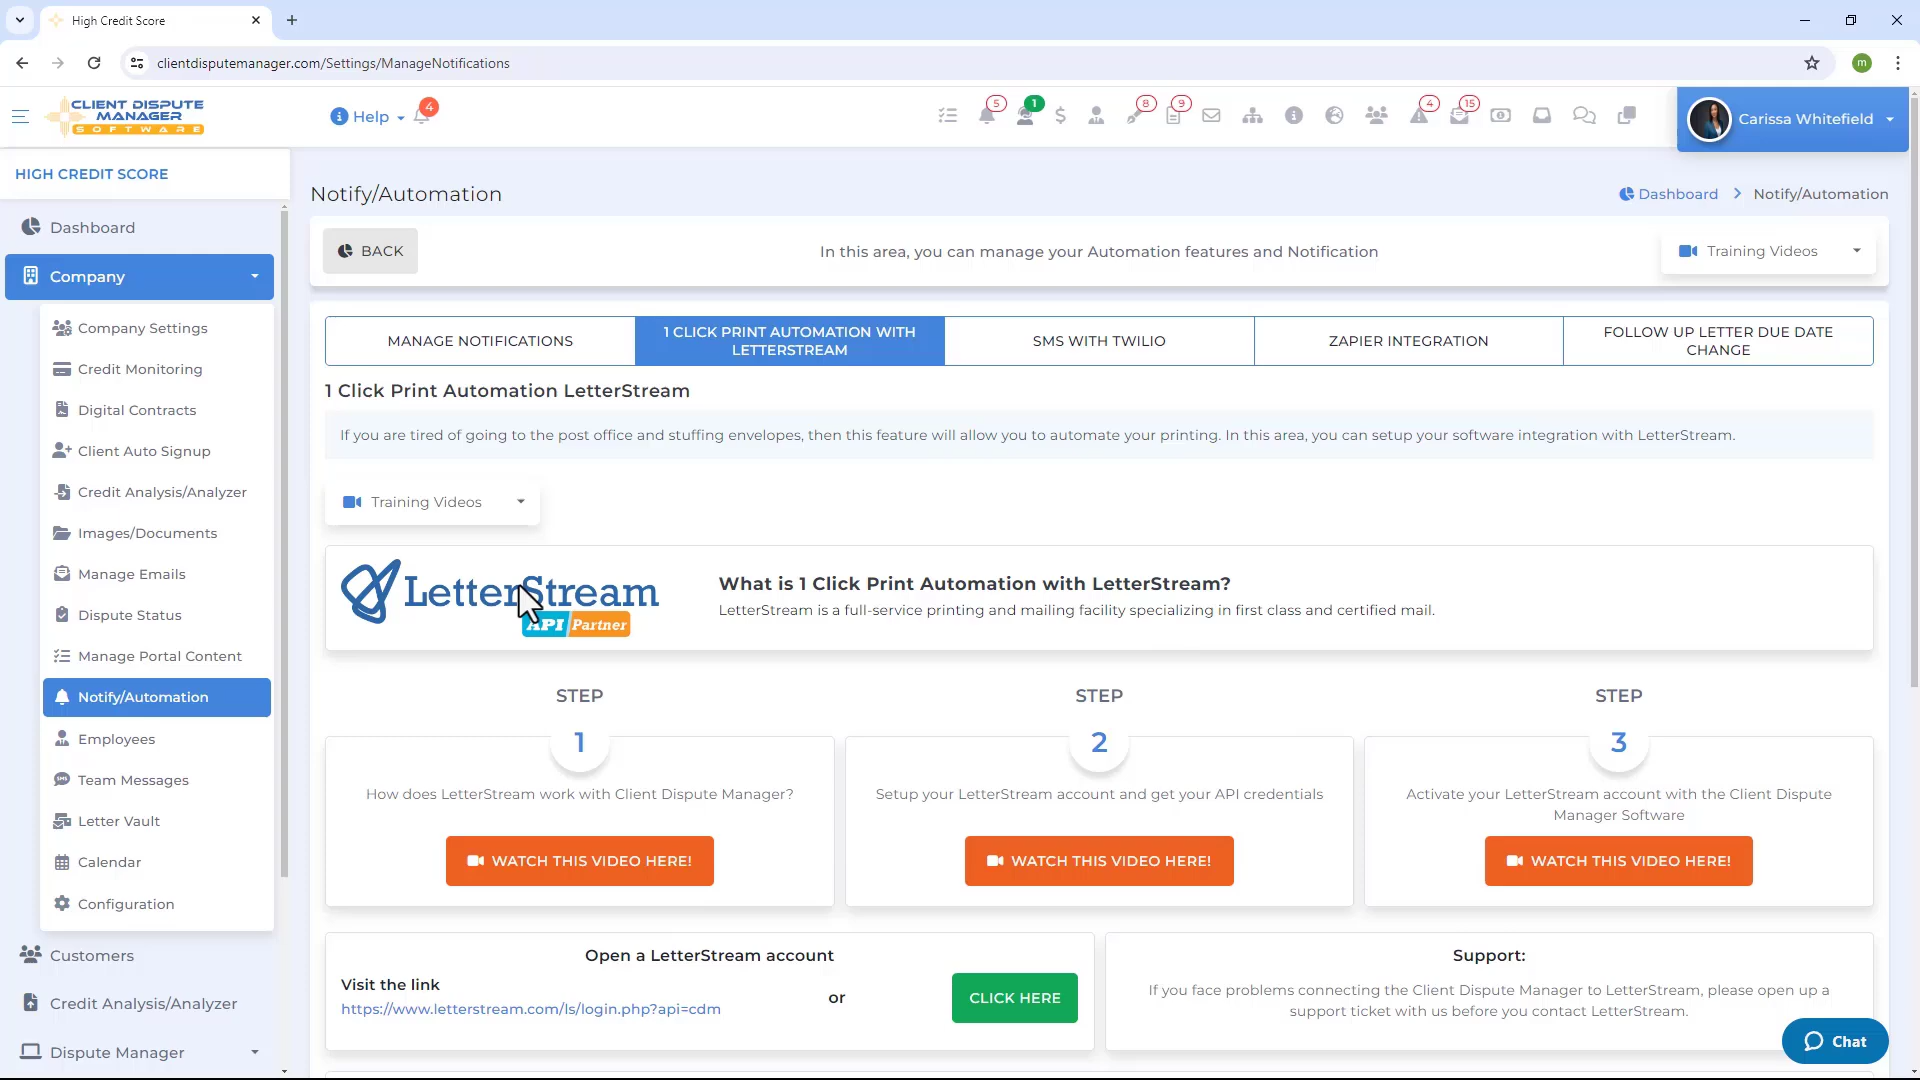 High Credit Score
clientdisputemanager.com/Settings/ManageNotifications
m
CLIENT DISPUTE
MANAGER
SOFTWARE
Help
4
5
1
8
9
4
15
Carissa Whitefield
HIGH CREDIT SCORE
Dashboard
Company
Company Settings
Credit Monitoring
Digital Contracts
Client Auto Signup
Credit Analysis/Analyzer
Images/Documents
Manage Emails
Dispute Status
Manage Portal Content
Notify/Automation
Employees
Team Messages
Letter Vault
Calendar
Configuration
Customers
Credit Analysis/Analyzer
Dispute Manager
Notify/Automation
Dashboard > Notify/Automation
BACK
In this area, you can manage your Automation features and Notification
Training Videos
MANAGE NOTIFICATIONS
1 CLICK PRINT AUTOMATION WITH
LETTERSTREAM
SMS WITH TWILIO
ZAPIER INTEGRATION
FOLLOW UP LETTER DUE DATE
CHANGE
1 Click Print Automation LetterStream
If you are tired of going to the post office and stuffing envelopes, then this feature will allow you to automate your printing. In this area, you can setup your software integration with LetterStream.
Training Videos
LetterStream
API Partner
What is 1 Click Print Automation with LetterStream?
LetterStream is a full-service printing and mailing facility specializing in first class and certified mail.
STEP
1
How does LetterStream work with Client Dispute Manager?
WATCH THIS VIDEO HERE!
STEP
2
Setup your LetterStream account and get your API credentials
WATCH THIS VIDEO HERE!
STEP
3
Activate your LetterStream account with the Client Dispute
Manager Software
WATCH THIS VIDEO HERE!
Open a LetterStream account
Visit the link
https://www.letterstream.com/ls/login.php?api=cdm
or
CLICK HERE
Support:
If you face problems connecting the Client Dispute Manager to LetterStream, please open up a
support ticket with us before you contact LetterStream.
Chat